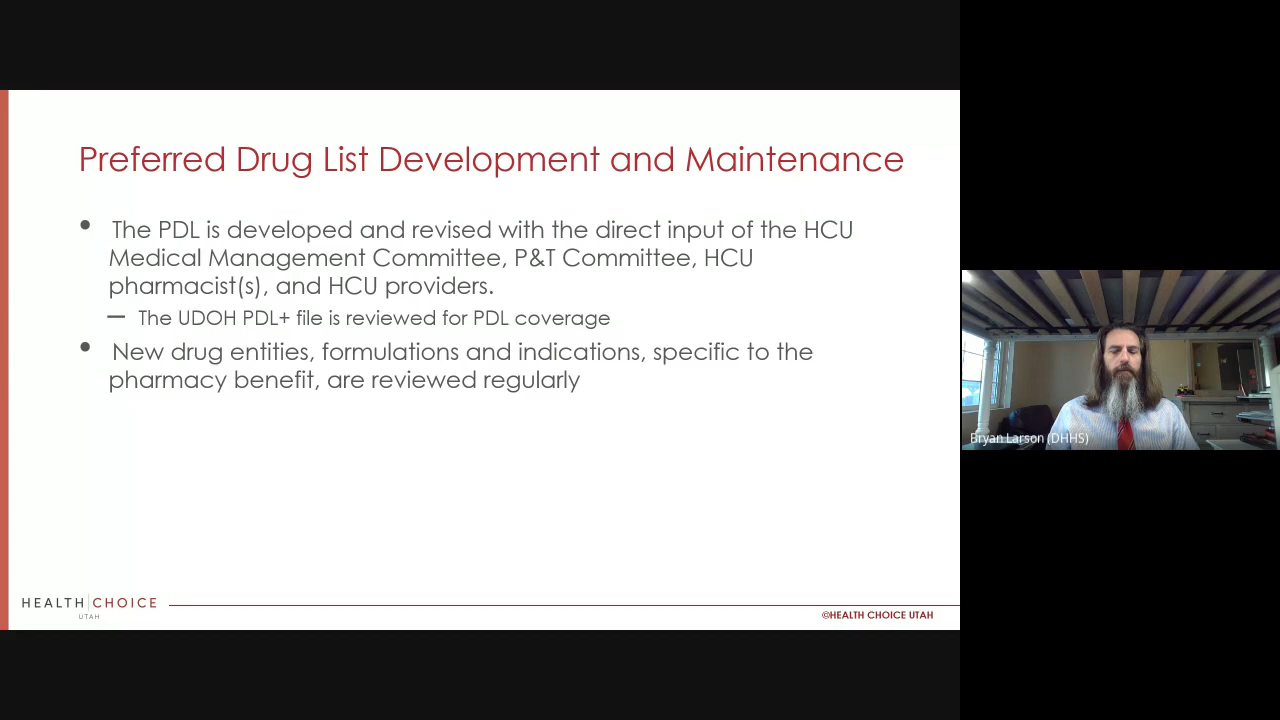 Preferred Drug List Development and Maintenance
• The PDL is developed and revised with the direct input of the HCU
Medical Management Committee, P&T Committee, HCU
pharmacist(s), and HCU providers.
– The UDOH PDL+ file is reviewed for PDL coverage
• New drug entities, formulations and indications, specific to the
pharmacy benefit, are reviewed regularly
HEALTH CHOICE
UTAH
©HEALTH CHOICE UTAH
Bryan Larson (DHHS)